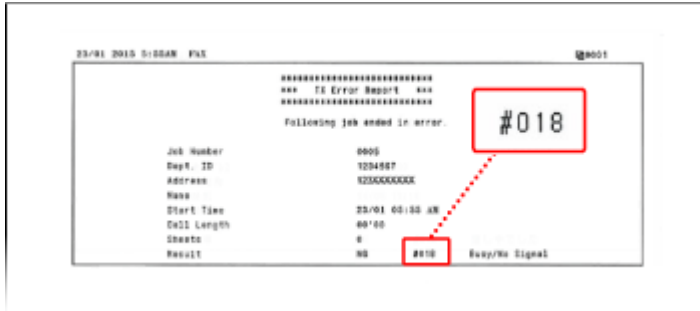 23/01 2015 5:55AM FAX 0001
****************************
*** TX Error Report ***
****************************
Following job ended in error.
#018
Job Number 0005
Dept. ID 1234567
Address 123XXXXXXX
Name
Start Time 23/01 05:55 AM
Call Length 00'00
Sheets 0
Result NG #018 Busy/No Signal